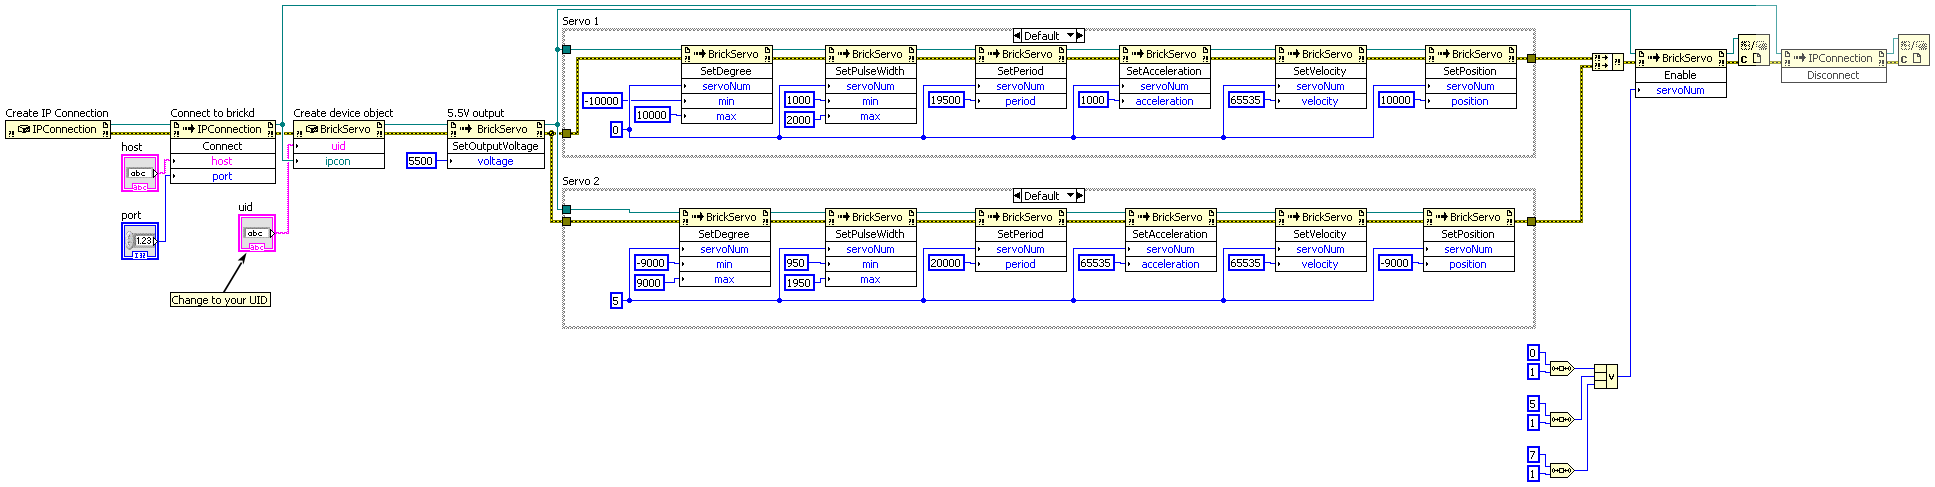 Create IP Connection
IPConnection
Connect to brickd
IPConnection
Connect
host
port
host
abc
abc
port
1.23
I32
uid
abc
abc
Change to your UID
Create device object
BrickServo
uid
ipcon
5.5V output
BrickServo
SetOutputVoltage
voltage
5500
Servo 1
Default
BrickServo
SetDegree
servoNum
min
max
-10000
10000
0
BrickServo
SetPulseWidth
servoNum
min
max
1000
2000
BrickServo
SetPeriod
servoNum
period
19500
BrickServo
SetAcceleration
servoNum
acceleration
1000
BrickServo
SetVelocity
servoNum
velocity
65535
BrickServo
SetPosition
servoNum
position
10000
Servo 2
Default
BrickServo
SetDegree
servoNum
min
max
-9000
9000
5
BrickServo
SetPulseWidth
servoNum
min
max
950
1950
BrickServo
SetPeriod
servoNum
period
20000
BrickServo
SetAcceleration
servoNum
acceleration
65535
BrickServo
SetVelocity
servoNum
velocity
65535
BrickServo
SetPosition
servoNum
position
-9000
BrickServo
Enable
servoNum
C
IPConnection
Disconnect
C
0
1
5
1
7
1
V